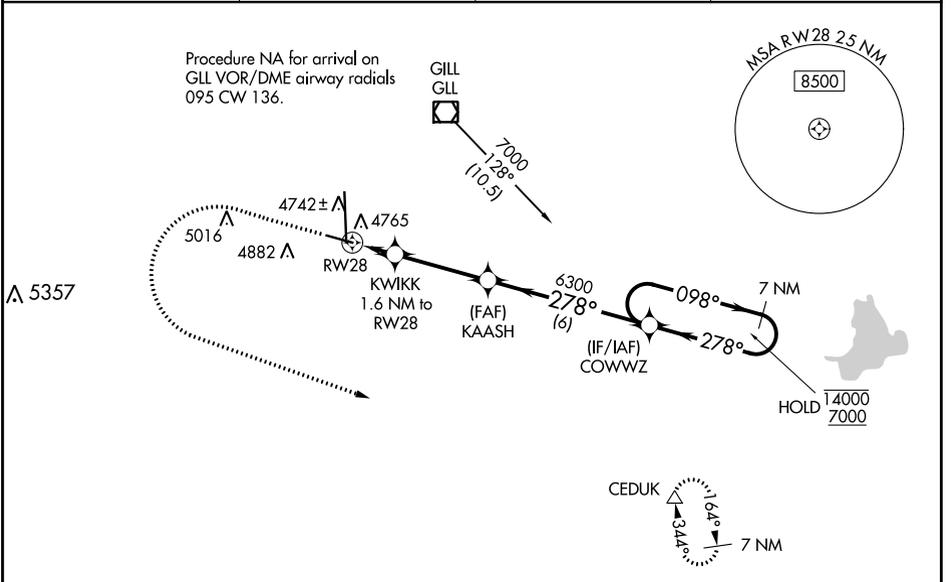 Procedure NA for arrival on
GLL VOR/DME airway radials
095 CW 136.
GILL
GLL
MSA RW28 25 NM
8500
7000
128°
(10.5)
4742±
4765
5016
4882
RW28
5357
KWIKK
1.6 NM to
RW28
(FAF)
KAASH
6300
278°
(6)
098°
7 NM
278°
(IF/IAF)
COWWZ
HOLD
14000
7000
CEDUK
164°
344°
7 NM